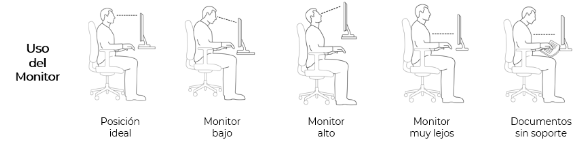 Uso
del
Monitor
Posición
ideal
Monitor
bajo
Monitor
alto
Monitor
muy lejos
Documentos
sin soporte